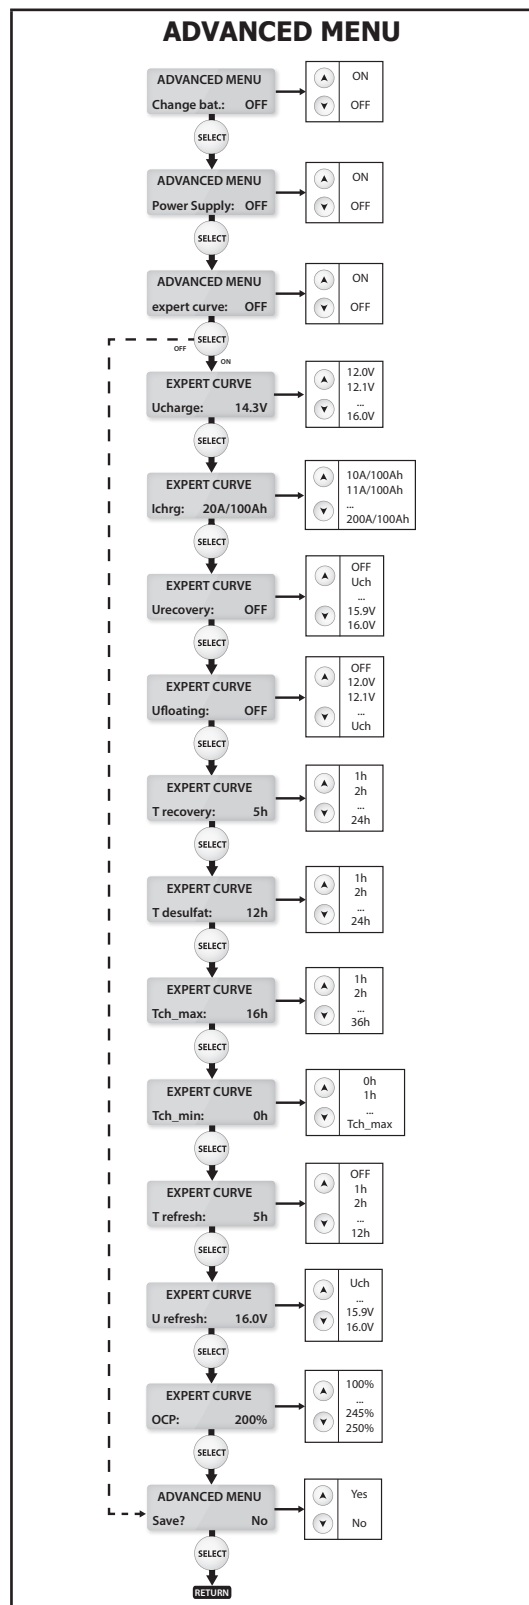 ADVANCED MENU
ADVANCED MENU
Change bat.: OFF
ON
OFF
SELECT
ADVANCED MENU
Power Supply: OFF
ON
OFF
SELECT
ADVANCED MENU
expert curve: OFF
ON
OFF
SELECT
OFF
ON
EXPERT CURVE
Ucharge: 14.3V
12.0V
12.1V
...
16.0V
SELECT
EXPERT CURVE
Ichrg: 20A/100Ah
10A/100Ah
11A/100Ah
...
200A/100Ah
SELECT
EXPERT CURVE
Urecovery: OFF
OFF
Uch
...
15.9V
16.0V
SELECT
EXPERT CURVE
Ufloating: OFF
OFF
12.0V
12.1V
...
Uch
SELECT
EXPERT CURVE
T recovery: 5h
1h
2h
...
24h
SELECT
EXPERT CURVE
T desulfat: 12h
1h
2h
...
24h
SELECT
EXPERT CURVE
Tch_max: 16h
1h
2h
...
36h
SELECT
EXPERT CURVE
Tch_min: 0h
0h
1h
...
Tch_max
SELECT
EXPERT CURVE
T refresh: 5h
OFF
1h
2h
...
12h
SELECT
EXPERT CURVE
U refresh: 16.0V
Uch
...
15.9V
16.0V
SELECT
EXPERT CURVE
OCP: 200%
100%
...
245%
250%
SELECT
ADVANCED MENU
Save? No
Yes
No
SELECT
RETURN